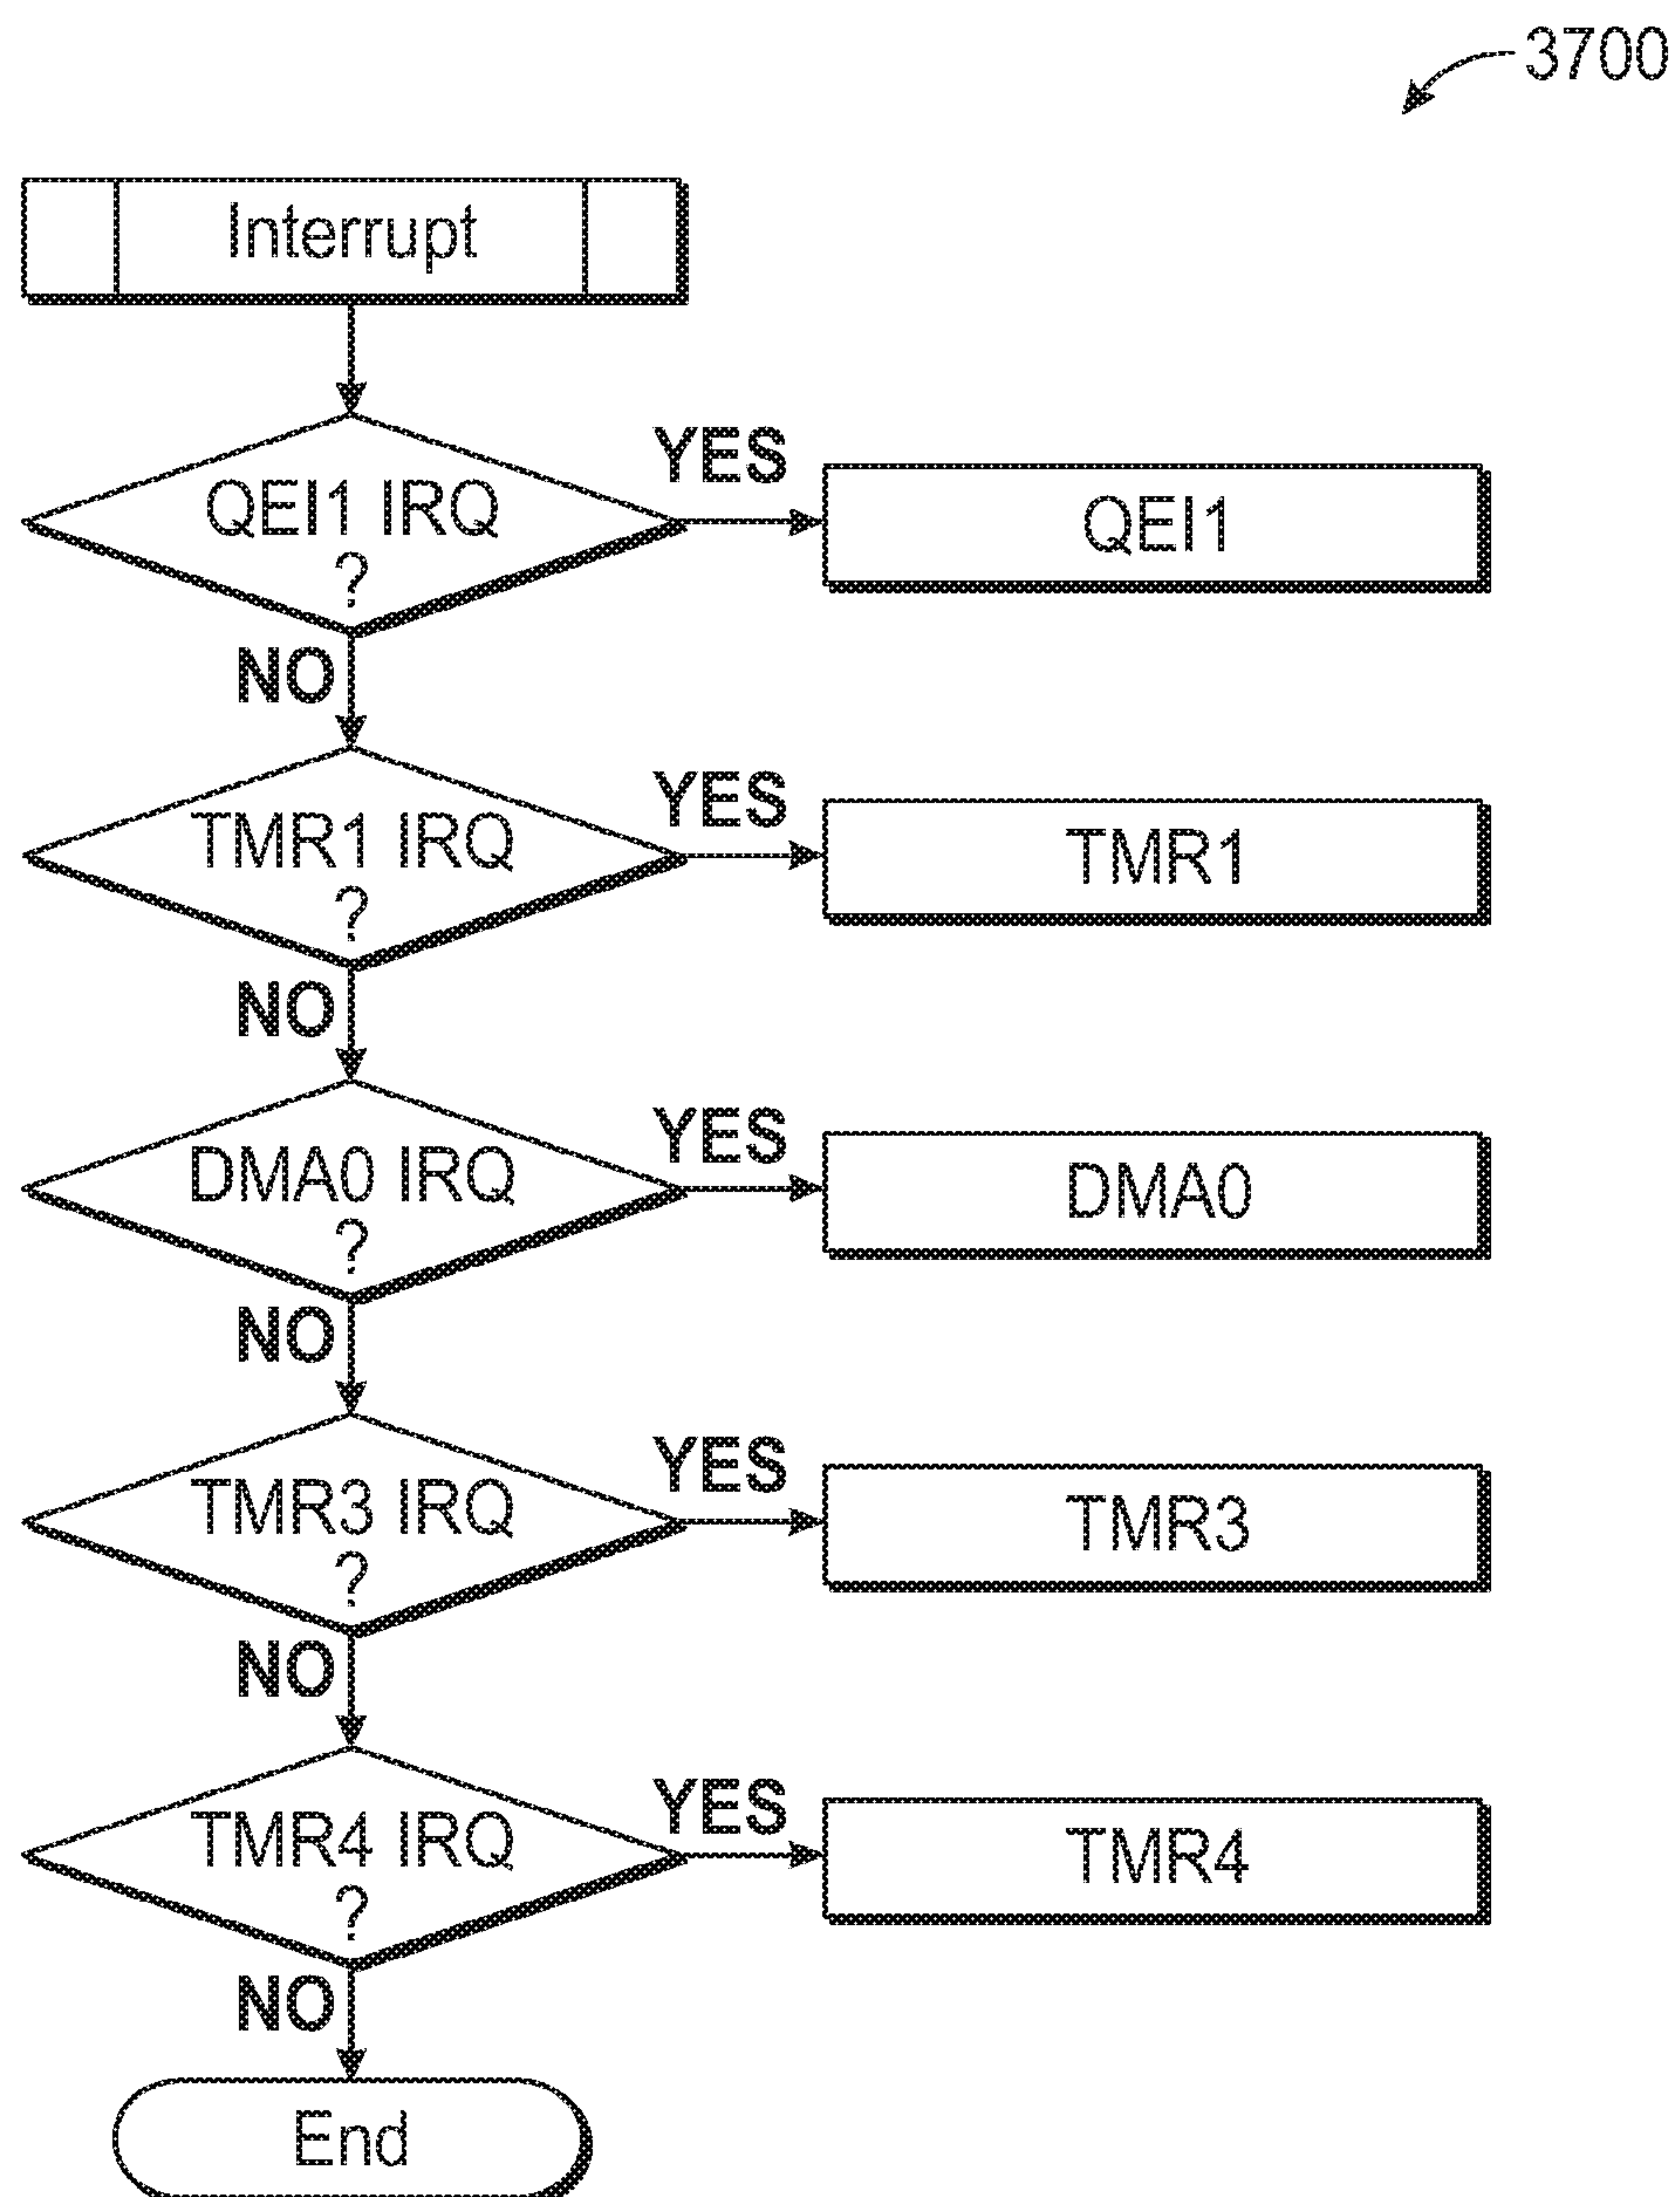 3700
Interrupt
QEI1 IRQ
?
YES
QEI1
NO
TMR1 IRQ
?
YES
TMR1
NO
DMA0 IRQ
?
YES
DMA0
NO
TMR3 IRQ
?
YES
TMR3
NO
TMR4 IRQ
?
YES
TMR4
NO
End